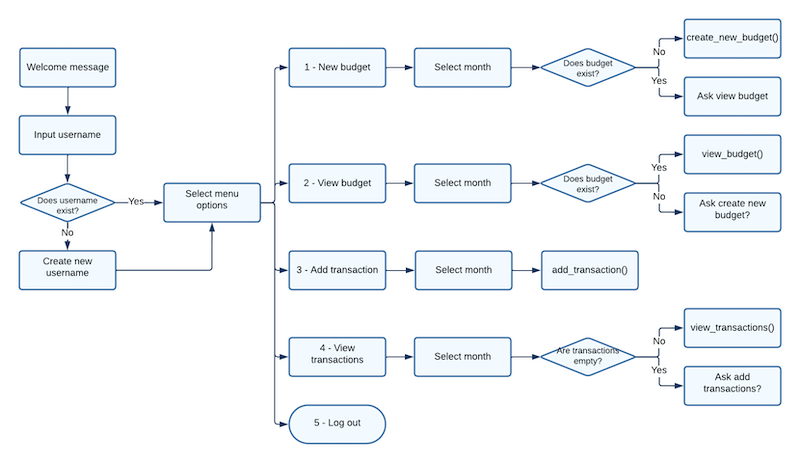 Welcome message
Input username
Does username
exist?
Yes
No
Create new
username
Select menu
options
1 - New budget
Select month
Does budget
exist?
No
create_new_budget()
Yes
Ask view budget
2 - View budget
Select month
Does budget
exist?
Yes
view_budget()
No
Ask create new
budget?
3 - Add transaction
Select month
add_transaction()
4 - View
transactions
Select month
Are transactions
empty?
No
view_transactions()
Yes
Ask add
transactions?
5 - Log out